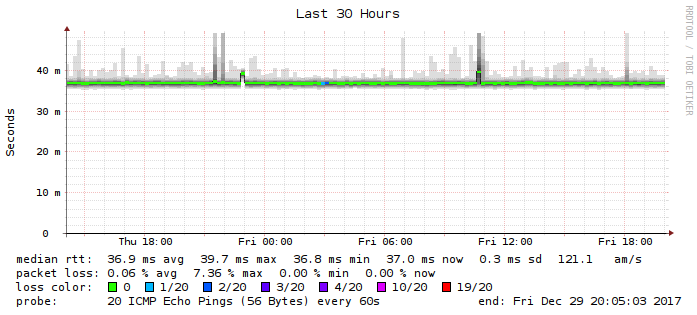 Last 30 Hours
RRDTOOL / TOBI OETIKER
Seconds
40 m
30 m
20 m
10 m
0
Thu 18:00 Fri 00:00 Fri 06:00 Fri 12:00 Fri 18:00
median rtt: 36.9 ms avg 39.7 ms max 36.8 ms min 37.0 ms now 0.3 ms sd 121.1 am/s
packet loss: 0.06 % avg 7.36 % max 0.00 % min 0.00 % now
loss color: 0 1/20 2/20 3/20 4/20 10/20 19/20
probe: 20 ICMP Echo Pings (56 Bytes) every 60s end: Fri Dec 29 20:05:03 2017